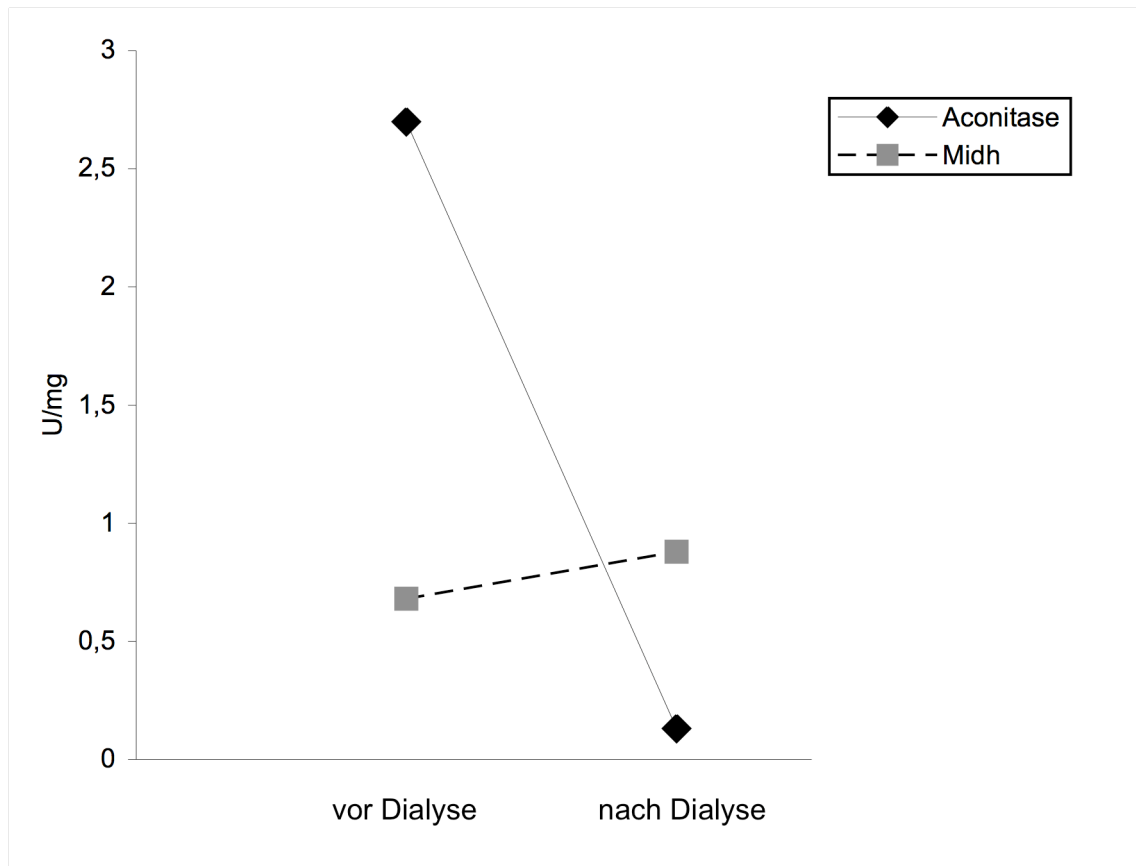 3
2,5
2
1,5
1
0,5
0
U/mg
vor Dialyse
nach Dialyse
Aconitase
Midh